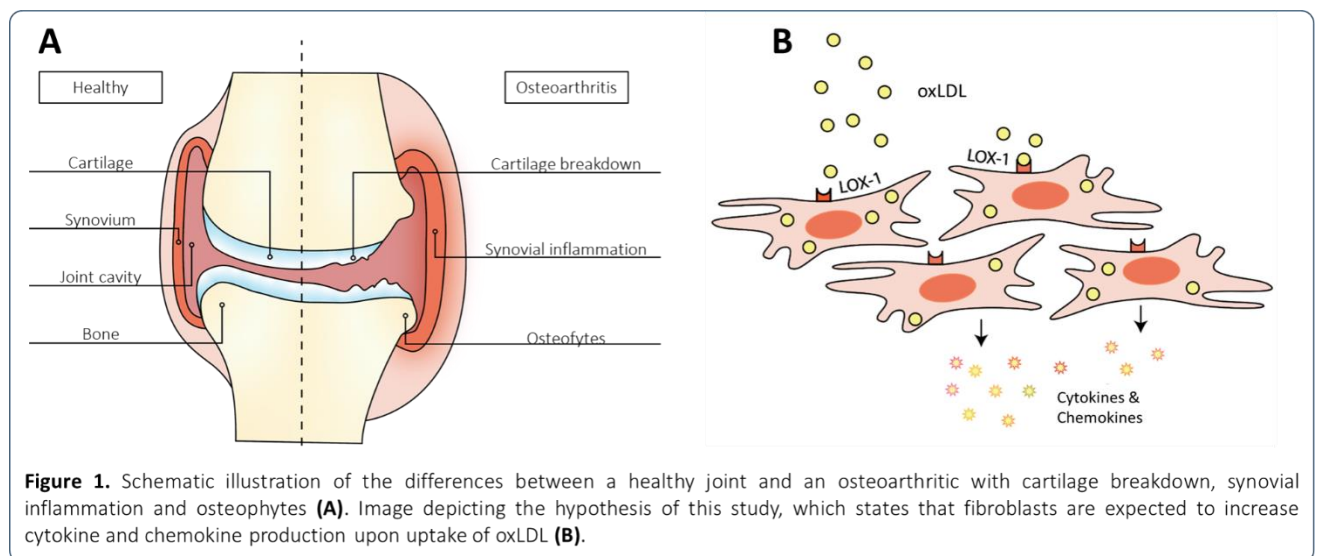 A
Healthy
Osteoarthritis
Cartilage
Cartilage breakdown
Synovium
Synovial inflammation
Joint cavity
Bone
Osteofytes
B
oxLDL
LOX-1
LOX-1
Cytokines &
Chemokines
Figure 1. Schematic illustration of the differences between a healthy joint and an osteoarthritic with cartilage breakdown, synovial
inflammation and osteophytes (A). Image depicting the hypothesis of this study, which states that fibroblasts are expected to increase
cytokine and chemokine production upon uptake of oxLDL (B).